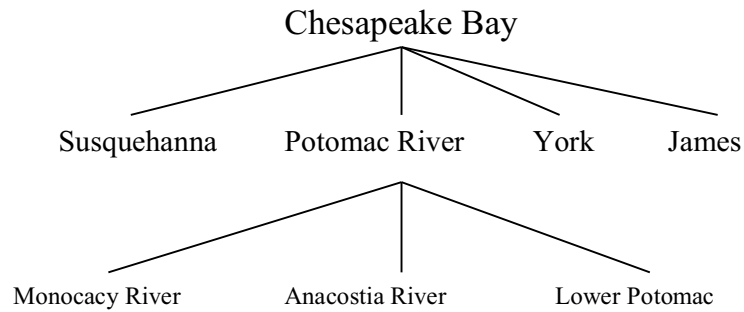 Chesapeake Bay
Susquehanna Potomac River York James
Monocacy River Anacostia River Lower Potomac